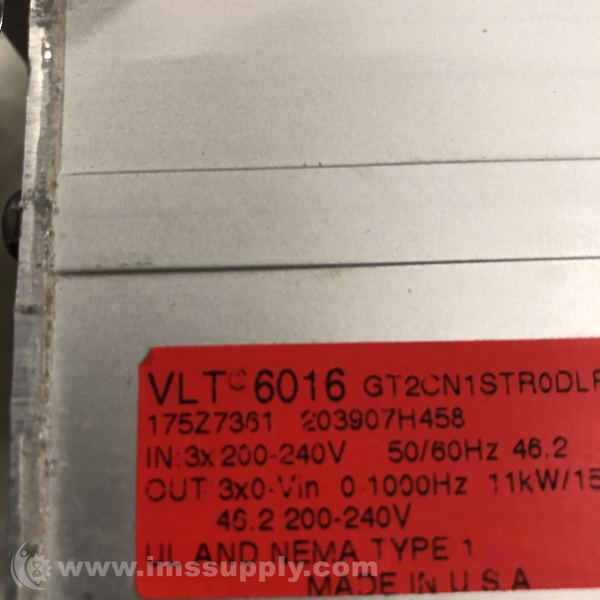 VLT® 6016 GT2CN1STR0DLF
175Z7361 203907H458
IN: 3x 200-240V 50/60Hz 46.2
OUT 3x0-Vin 0-1000Hz 11kW/15
46.2 200-240V
UL AND NEMA TYPE 1
MADE IN U.S.A
© www.imssupply.com